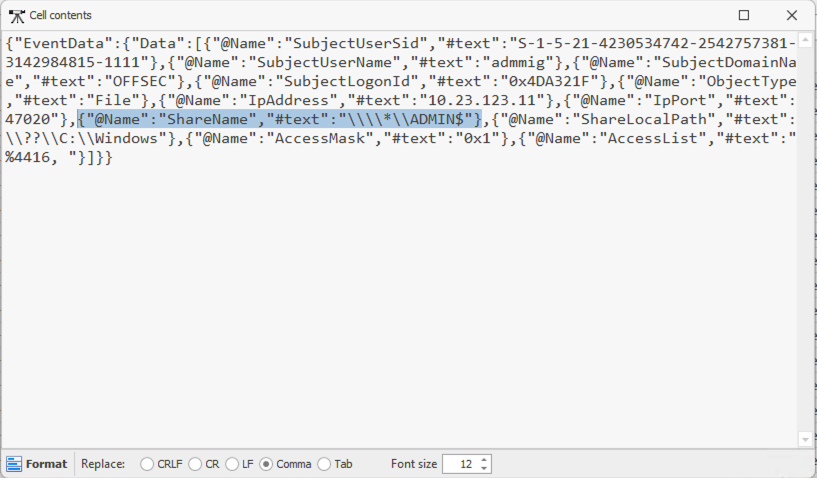 Cell contents
{"EventData":{"Data":[{"@Name":"SubjectUserSid","#text":"S-1-5-21-4230534742-2542757381-
3142984815-1111"},{"@Name":"SubjectUserName","#text":"admmig"},{"@Name":"SubjectDomainNa
me","#text":"OFFSEC"},{"@Name":"SubjectLogonId","#text":"0x4DA321F"},{"@Name":"ObjectType
","#text":"File"},{"@Name":"IpAddress","#text":"10.23.123.11"},{"@Name":"IpPort","#text":
47020"},{"@Name":"ShareName","#text":"\\\\*\\ADMIN$"},{"@Name":"ShareLocalPath","#text":
\\??\\C:\\Windows"},{"@Name":"AccessMask","#text":"0x1"},{"@Name":"AccessList","#text":"
%4416, "}]}}
Format Replace: CRLF CR LF Comma Tab Font size 12